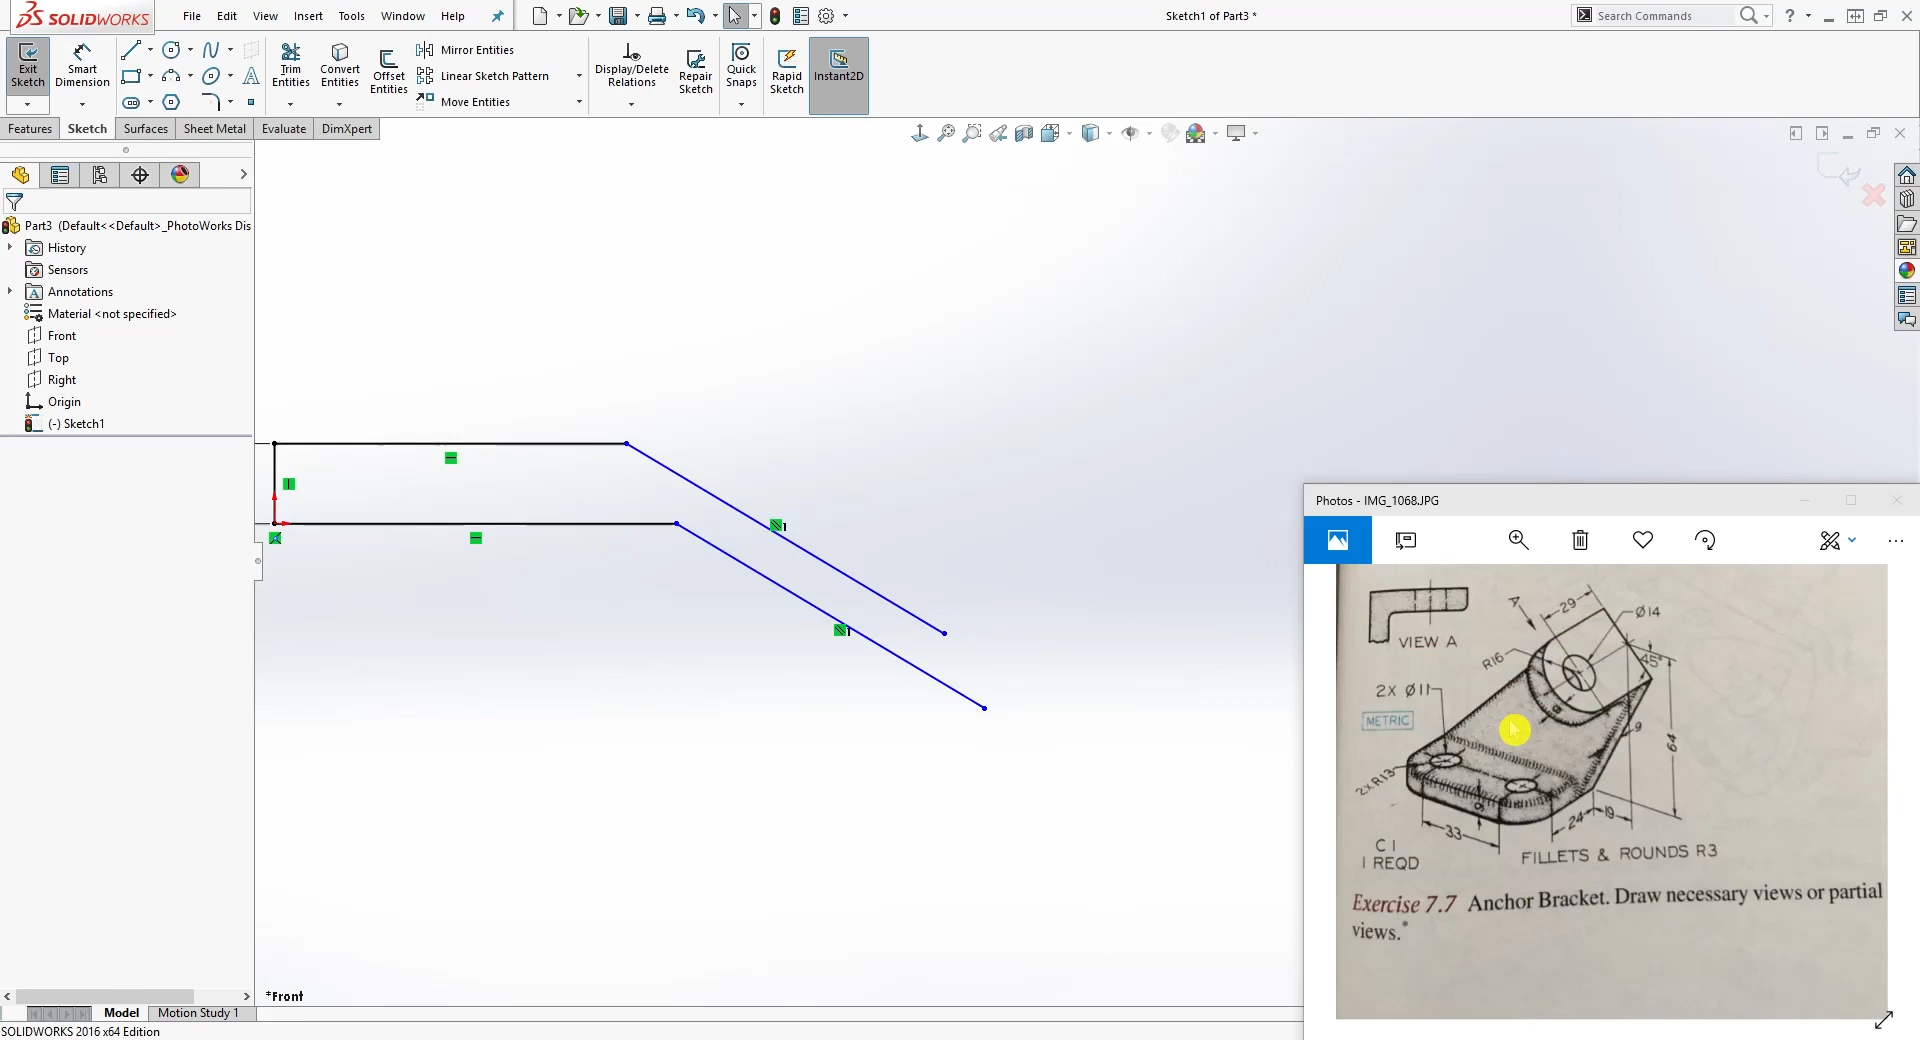 SOLIDWORKS
File Edit View Insert Tools Window Help
Sketch1 of Part3 *
Search Commands
?
Exit Sketch
Smart Dimension
A
Trim Entities
Convert Entities
Offset Entities
Mirror Entities
Linear Sketch Pattern
Move Entities
Display/Delete Relations
Repair Sketch
Quick Snaps
Rapid Sketch
Instant2D
Features Sketch Surfaces Sheet Metal Evaluate DimXpert
Part3 (Default<<Default>_PhotoWorks Dis
History
Sensors
A Annotations
Material <not specified>
Front
Top
Right
Origin
(-) Sketch1
1
1
*Front
Model Motion Study 1
SOLIDWORKS 2016 x64 Edition
Photos - IMG_1068.JPG
VIEW A
A
29
Ø14
45°
R16
2X Ø11
METRIC
9
64
2XR13
33
24
19
C1
1 REQD
FILLETS & ROUNDS R3
Exercise 7.7 Anchor Bracket. Draw necessary views or partial
views.*